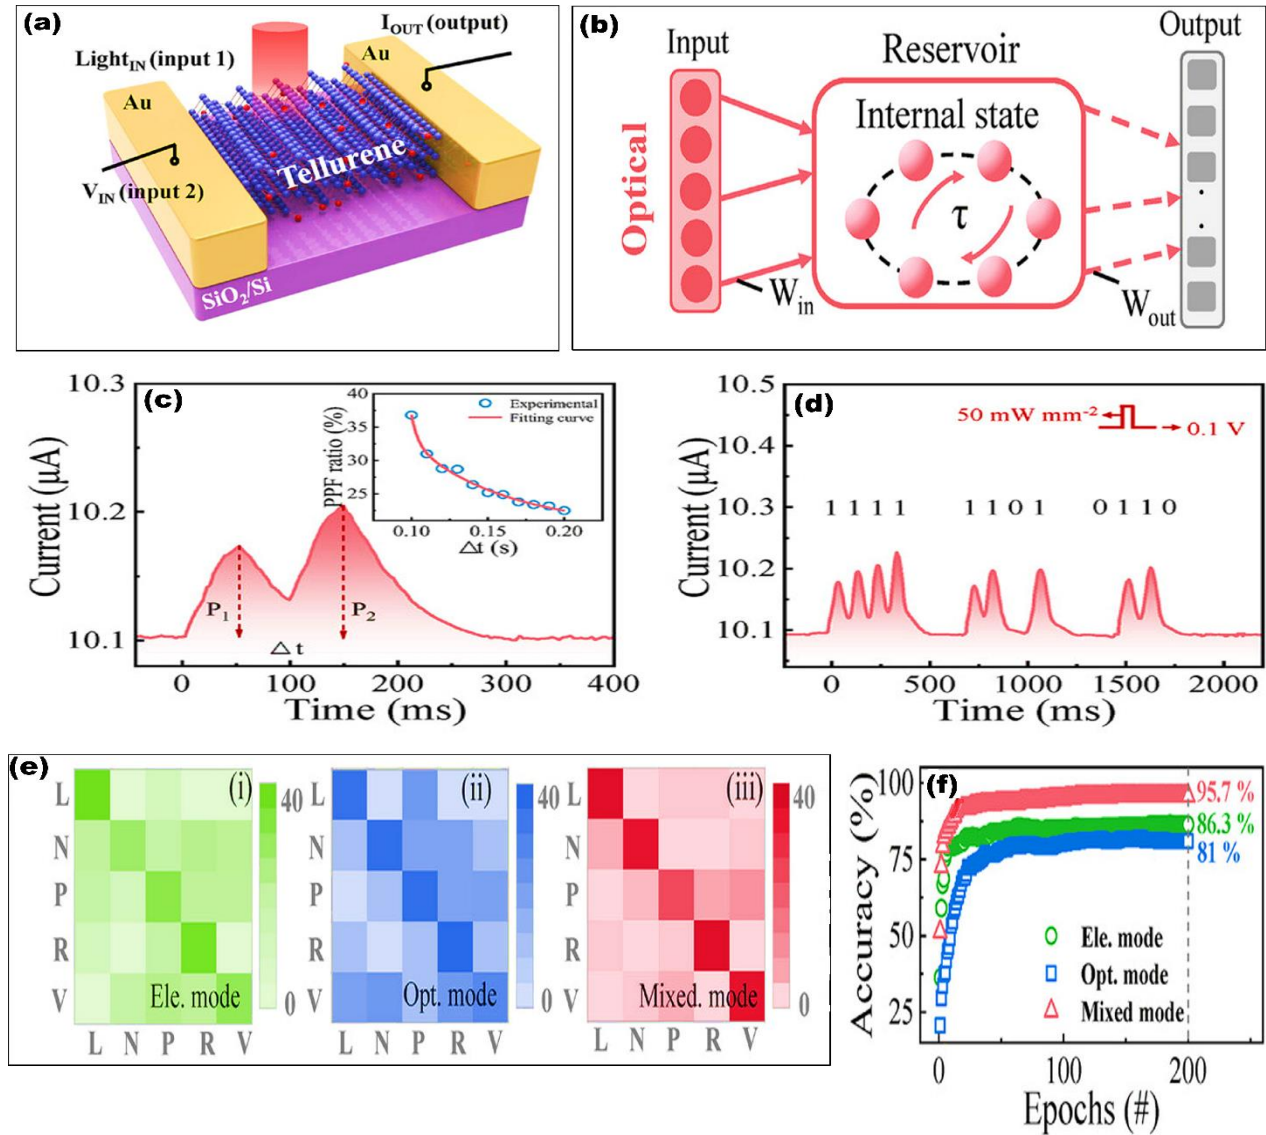 (a)
Light_IN (input 1)
I_OUT (output)
Au
Au
Tellurene
V_IN (input 2)
SiO₂/Si
(b)
Input
Reservoir
Output
Optical
Internal state
τ
W_in
W_out
(c)
Current (μA)
10.3
10.2
10.1
P₁
P₂
Δt
0 100 200 300 400
Time (ms)
PPF ratio (%)
40
35
30
25
Experimental
Fitting curve
0.10 0.15 0.20
Δt (s)
(d)
Current (μA)
10.5
10.4
10.3
10.2
10.1
50 mW mm⁻²
0.1 V
1 1 1 1 1 1 0 1 0 1 1 0
0 500 1000 1500 2000
Time (ms)
(e)
(i)
L
N
P
R
V
Ele. mode
40
0
L N P R V
(ii)
L
N
P
R
V
Opt. mode
40
0
L N P R V
(iii)
L
N
P
R
V
Mixed. mode
40
0
L N P R V
(f)
Accuracy (%)
100
75
50
25
95.7 %
86.3 %
81 %
Ele. mode
Opt. mode
Mixed mode
0 100 200
Epochs (#)